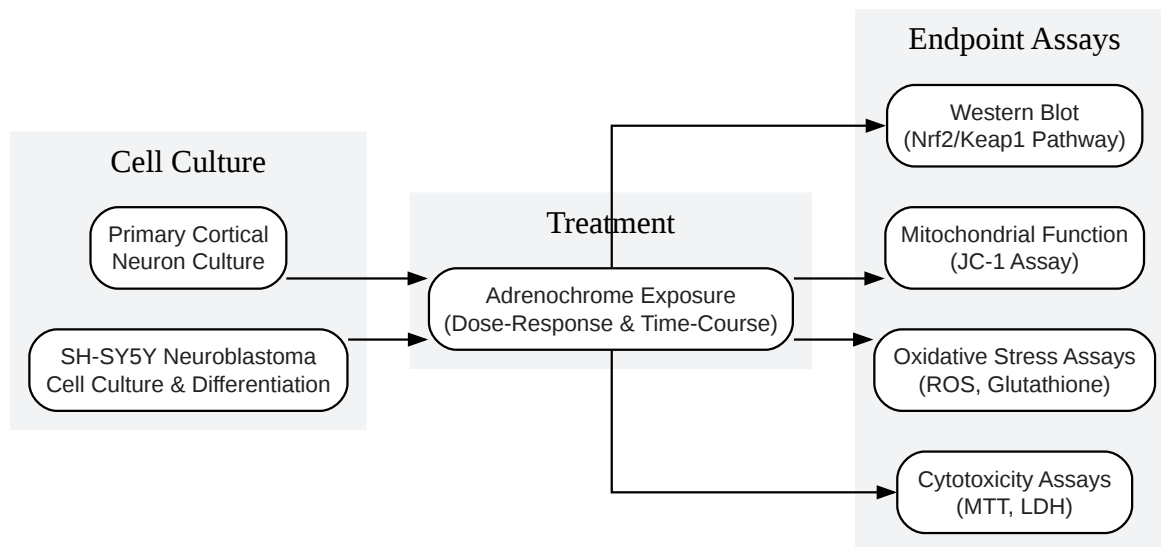 Cell Culture
Primary Cortical
Neuron Culture
SH-SY5Y Neuroblastoma
Cell Culture & Differentiation
Treatment
Adrenochrome Exposure
(Dose-Response & Time-Course)
Endpoint Assays
Western Blot
(Nrf2/Keap1 Pathway)
Mitochondrial Function
(JC-1 Assay)
Oxidative Stress Assays
(ROS, Glutathione)
Cytotoxicity Assays
(MTT, LDH)